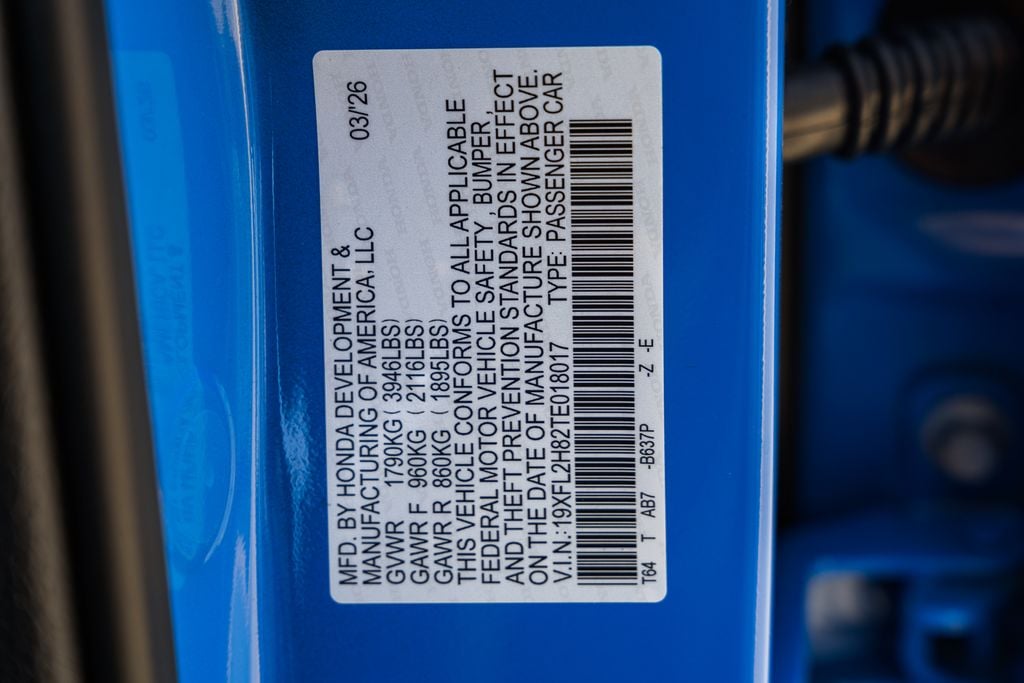 MFD. BY HONDA DEVELOPMENT &
MANUFACTURING OF AMERICA, LLC 03/'26
GVWR 1790KG ( 3946LBS)
GAWR F 960KG ( 2116LBS)
GAWR R 860KG ( 1895LBS)
THIS VEHICLE CONFORMS TO ALL APPLICABLE
FEDERAL MOTOR VEHICLE SAFETY, BUMPER,
AND THEFT PREVENTION STANDARDS IN EFFECT
ON THE DATE OF MANUFACTURE SHOWN ABOVE.
V.I.N.:19XFL2H82TE018017 TYPE: PASSENGER CAR
T64 T AB7 -B637P -Z -E